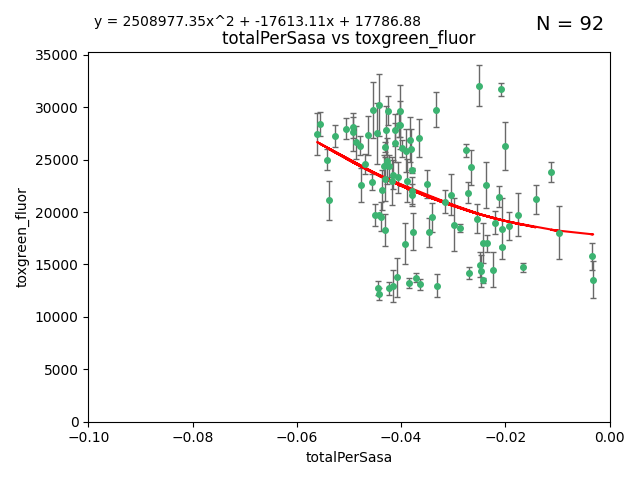 y = 2508977.35x^2 + -17613.11x + 17786.88
N = 92
totalPerSasa vs toxgreen_fluor
35000
30000
25000
20000
15000
10000
5000
0
toxgreen_fluor
−0.10
−0.08
−0.06
−0.04
−0.02
0.00
totalPerSasa